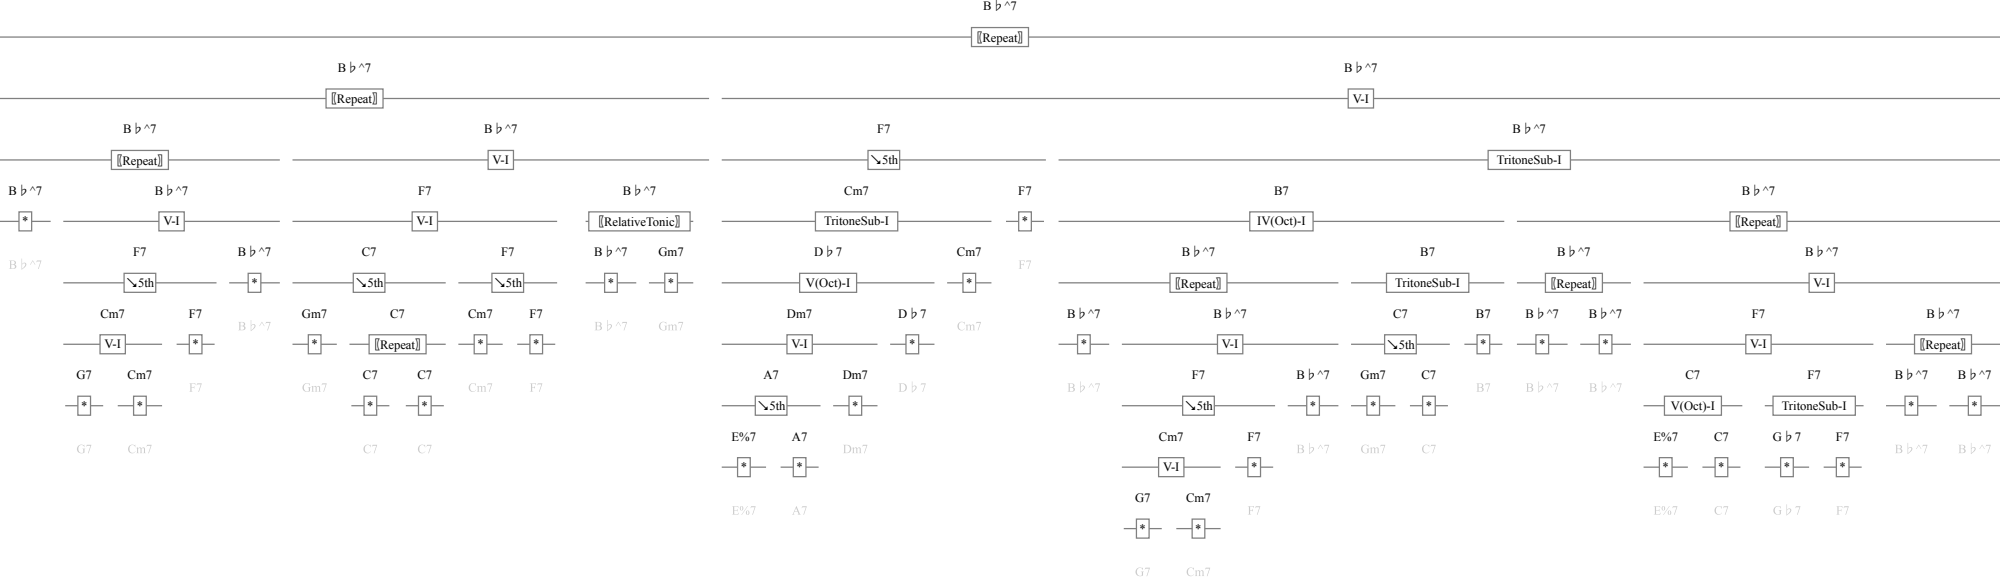 B♭^7
⟦Repeat⟧
B♭^7 B♭^7
⟦Repeat⟧ V-I
B♭^7 B♭^7 F7 B♭^7
⟦Repeat⟧ V-I ↘5th TritoneSub-I
B♭^7 B♭^7 F7 B♭^7 Cm7 F7 B7 B♭^7
* V-I V-I ⟦RelativeTonic⟧ TritoneSub-I * IV(Oct)-I ⟦Repeat⟧
B♭^7 F7 B♭^7 C7 F7 B♭^7 Gm7 D♭7 Cm7 F7 B♭^7 B7 B♭^7 B♭^7
↘5th * ↘5th ↘5th * * V(Oct)-I * ⟦Repeat⟧ TritoneSub-I ⟦Repeat⟧ V-I
Cm7 F7 B♭^7 Gm7 C7 Cm7 F7 B♭^7 Gm7 Dm7 D♭7 Cm7 B♭^7 B♭^7 C7 B7 B♭^7 B♭^7 F7 B♭^7
V-I * * ⟦Repeat⟧ * * V-I * * V-I ↘5th * * * V-I ⟦Repeat⟧
G7 Cm7 F7 Gm7 C7 C7 Cm7 F7 A7 Dm7 D♭7 B♭^7 F7 B♭^7 Gm7 C7 B7 B♭^7 B♭^7 C7 F7 B♭^7 B♭^7
* * * * ↘5th * ↘5th * * * V(Oct)-I TritoneSub-I * *
G7 Cm7 C7 C7 E%7 A7 Dm7 Cm7 F7 B♭^7 Gm7 C7 E%7 C7 G♭7 F7 B♭^7 B♭^7
* * V-I * * * * *
E%7 A7 G7 Cm7 F7 E%7 C7 G♭7 F7
* *
G7 Cm7